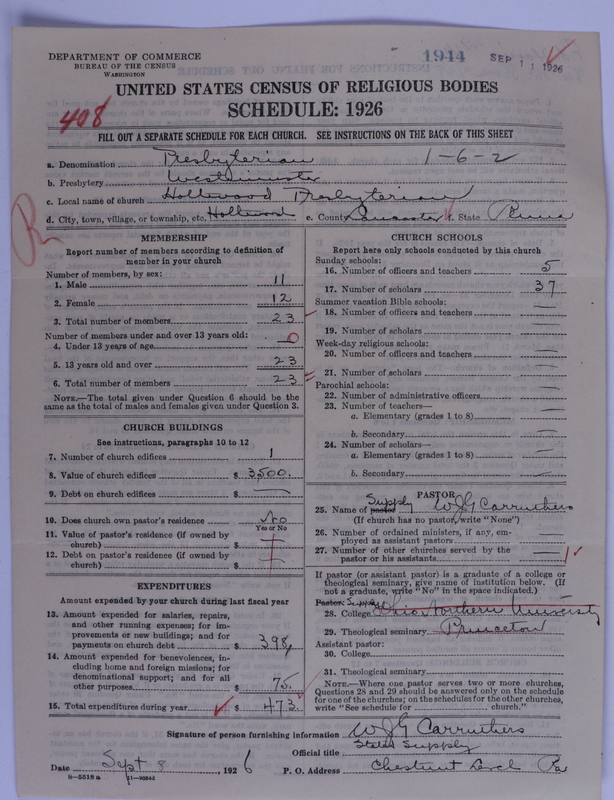 DEPARTMENT OF COMMERCE
BUREAU OF THE CENSUS
WASHINGTON
1944
SEP 11 1926
UNITED STATES CENSUS OF RELIGIOUS BODIES
SCHEDULE: 1926
408
FILL OUT A SEPARATE SCHEDULE FOR EACH CHURCH. SEE INSTRUCTIONS ON THE BACK OF THIS SHEET
a. Denomination Presbyterian 1-6-2
b. Presbytery Westminster
c. Local name of church Hollwood Presbyterian
d. City, town, village, or township, etc. Hollwood e. County Lancaster f. State Penna
R
MEMBERSHIP
Report number of members according to definition of member in your church
Number of members, by sex:
1. Male 11
2. Female 12
3. Total number of members 23
Number of members under and over 13 years old:
4. Under 13 years of age 0
5. 13 years old and over 23
6. Total number of members 23
NOTE.—The total given under Question 6 should be the same as the total of males and females given under Question 3.
CHURCH BUILDINGS
See instructions, paragraphs 10 to 12
7. Number of church edifices 1
8. Value of church edifices $ 3,500.
9. Debt on church edifices $ —
10. Does church own pastor's residence No
Yes or No
11. Value of pastor's residence (if owned by church) $ —
12. Debt on pastor's residence (if owned by church) $ —
EXPENDITURES
Amount expended by your church during last fiscal year
13. Amount expended for salaries, repairs, and other running expenses; for improvements or new buildings; and for payments on church debt $ 398,
14. Amount expended for benevolences, including home and foreign missions; for denominational support; and for all other purposes $ 75.
15. Total expenditures during year $ 473.
CHURCH SCHOOLS
Report here only schools conducted by this church
Sunday schools:
16. Number of officers and teachers 5
17. Number of scholars 37
Summer vacation Bible schools:
18. Number of officers and teachers —
19. Number of scholars —
Week-day religious schools:
20. Number of officers and teachers —
21. Number of scholars —
Parochial schools:
22. Number of administrative officers —
23. Number of teachers—
a. Elementary (grades 1 to 8) —
b. Secondary —
24. Number of scholars—
a. Elementary (grades 1 to 8) —
b. Secondary —
PASTOR
25. Name of pastor Supply W J G Carruthers
(If church has no pastor, write "None")
26. Number of ordained ministers, if any, employed as assistant pastors —
27. Number of other churches served by the pastor or his assistants — 1
If pastor (or assistant pastor) is a graduate of a college or theological seminary, give name of institution below. (If not a graduate, write "No" in the space indicated.)
Pastor: Supply
28. College Ohio Northern University
29. Theological seminary Princeton
Assistant pastor:
30. College
31. Theological seminary
NOTE.—Where one pastor serves two or more churches, Questions 28 and 29 should be answered only on the schedule for one of the churches; on the schedules for the other churches, write "See schedule for church."
Signature of person furnishing information W J G Carruthers
Official title Stated Supply
Date Sept 8, 1926 P. O. Address Chestnut Level Pa
8—5518 a